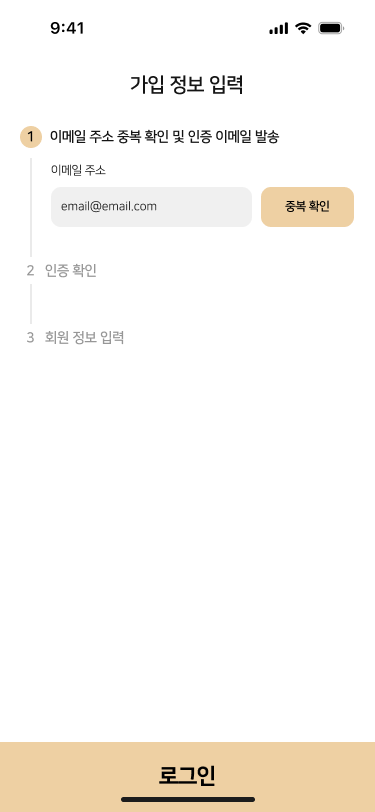 9:41
가입 정보 입력
1 이메일 주소 중복 확인 및 인증 이메일 발송
이메일 주소
email@email.com 중복 확인
2 인증 확인
3 회원 정보 입력
로그인